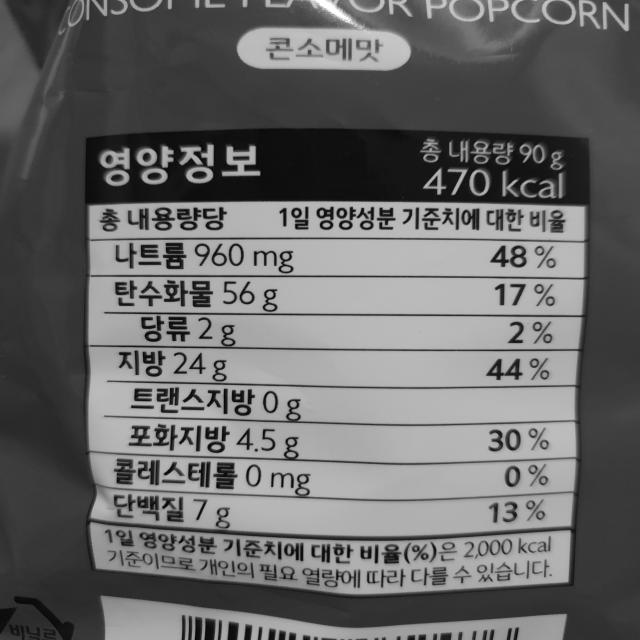 CONSOMÉ FLAVOR POPCORN
콘소메맛
영양정보
총 내용량 90 g
470 kcal
총 내용량당 1일 영양성분 기준치에 대한 비율
나트륨 960 mg 48 %
탄수화물 56 g 17 %
당류 2 g 2 %
지방 24 g 44 %
트랜스지방 0 g
포화지방 4.5 g 30 %
콜레스테롤 0 mg 0 %
단백질 7 g 13 %
1일 영양성분 기준치에 대한 비율(%)은 2,000 kcal
기준이므로 개인의 필요 열량에 따라 다를 수 있습니다.
비닐류